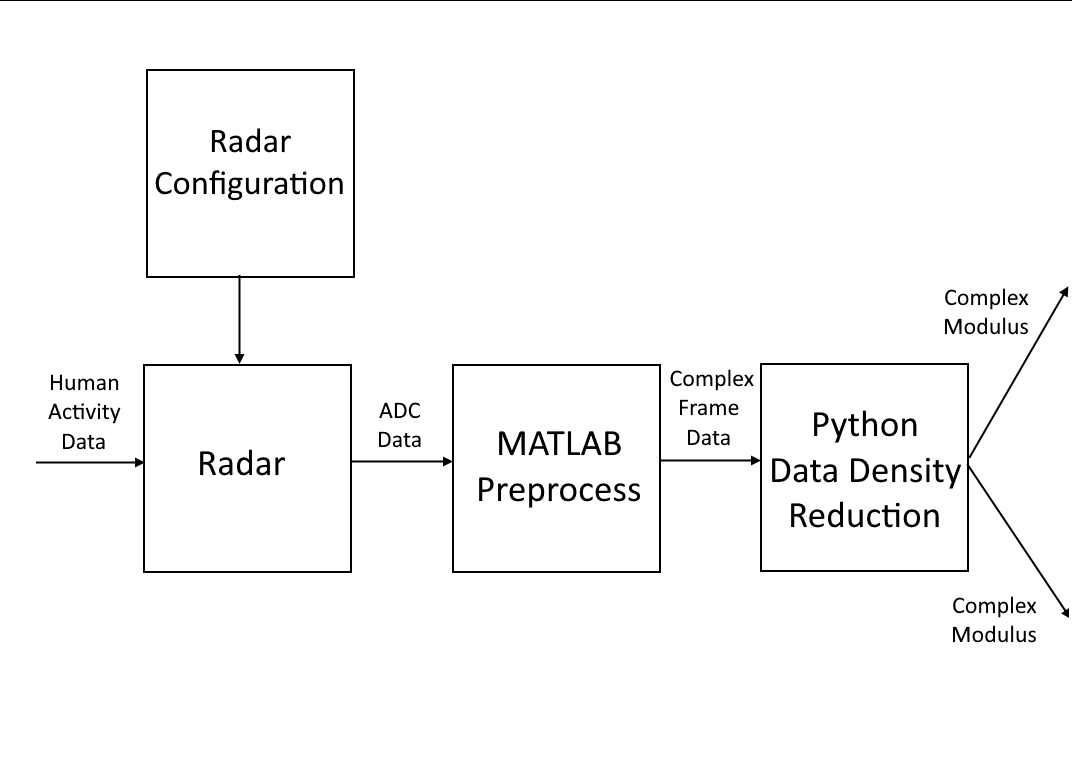 Radar
Configuration
Human
Activity
Data
Radar
ADC
Data
MATLAB
Preprocess
Complex
Frame
Data
Python
Data Density
Reduction
Complex
Modulus
Complex
Modulus